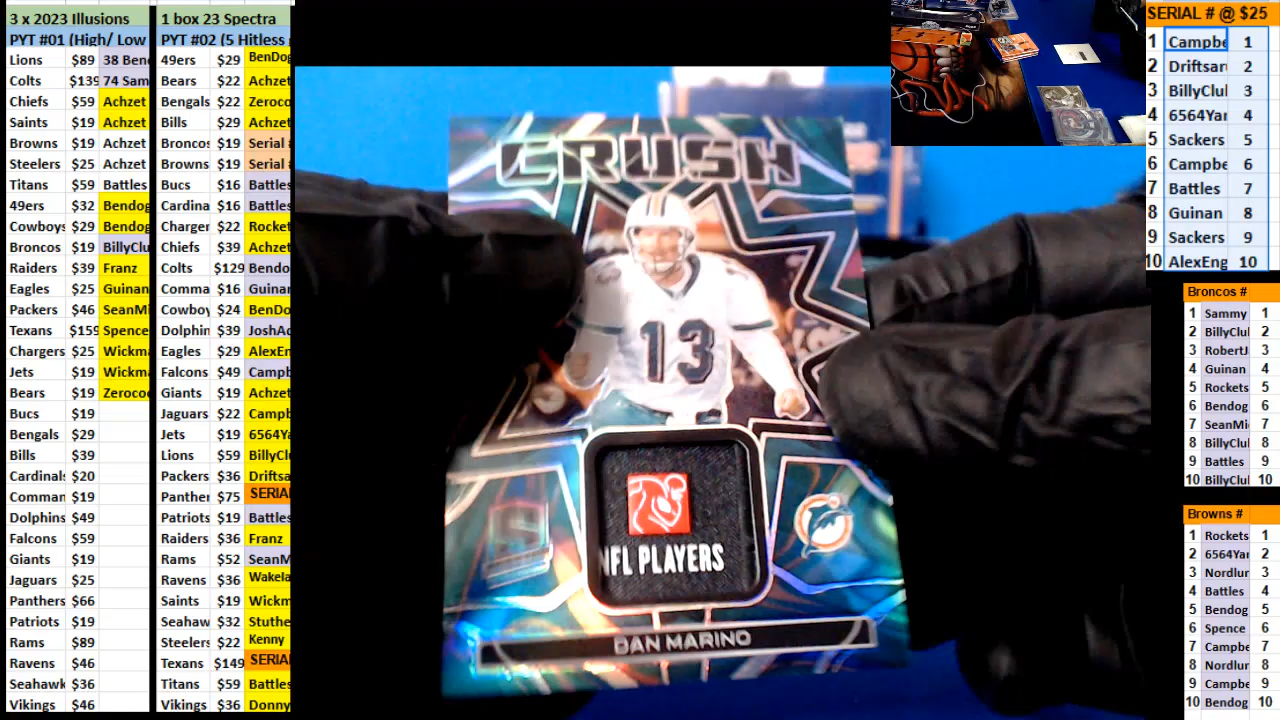 3 x 2023 Illusions
PYT #01 (High/ Low
Lions $89 38 Ben
Colts $139 74 Sam
Chiefs $59 Achzet
Saints $19 Achzet
Browns $19 Achzet
Steelers $25 Achzet
Titans $59 Battles
49ers $32 Bendog
Cowboys $29 Bendog
Broncos $19 BillyClu
Raiders $39 Franz
Eagles $25 Guinan
Packers $46 SeanMi
Texans $159 Spence
Chargers $25 Wickma
Jets $19 Wickma
Bears $19 Zerocoo
Bucs $19
Bengals $29
Bills $39
Cardinals $20
Comman $19
Dolphins $49
Falcons $59
Giants $19
Jaguars $25
Panthers $66
Patriots $19
Rams $89
Ravens $46
Seahawk $36
Vikings $46
1 box 23 Spectra
PYT #02 (5 Hitless
49ers $29 BenDog
Bears $22 Achzet
Bengals $22 Zeroco
Bills $29 Achzet
Broncos $19 Serial
Browns $19 Serial
Bucs $16 Battles
Cardina $16 Battles
Charger $22 Rocket
Chiefs $39 Achzet
Colts $129 Bendo
Comma $16 Guinar
Cowboy $24 BenDo
Dolphin $39 JoshAc
Eagles $29 AlexEn
Falcons $49 Campb
Giants $19 Achzet
Jaguars $22 Campb
Jets $19 6564Ya
Lions $59 BillyClu
Packers $36 Driftsa
Panther $75 SERIAL
Patriots $19 Battles
Raiders $36 Franz
Rams $52 SeanM
Ravens $36 Wakela
Saints $19 Wickm
Seahaw $32 Stuthe
Steelers $22 Kenny
Texans $149 SERIAL
Titans $59 Battles
Vikings $36 Donny
CRUSH
13
NFL PLAYERS
DAN MARINO
SERIAL # @ $25
1 Campbe 1
2 Driftsar 2
3 BillyClul 3
4 6564Yar 4
5 Sackers 5
6 Campbe 6
7 Battles 7
8 Guinan 8
9 Sackers 9
10 AlexEng 10
Broncos #
1 Sammy 1
2 BillyClul 2
3 RobertJ 3
4 Guinan 4
5 Rockets 5
6 Bendog 6
7 SeanMi 7
8 BillyClul 8
9 Battles 9
10 BillyClul 10
Browns #
1 Rockets 1
2 6564Yar 2
3 Nordlur 3
4 Battles 4
5 Bendog 5
6 Spence 6
7 Campbe 7
8 Nordlur 8
9 Campbe 9
10 Bendog 10